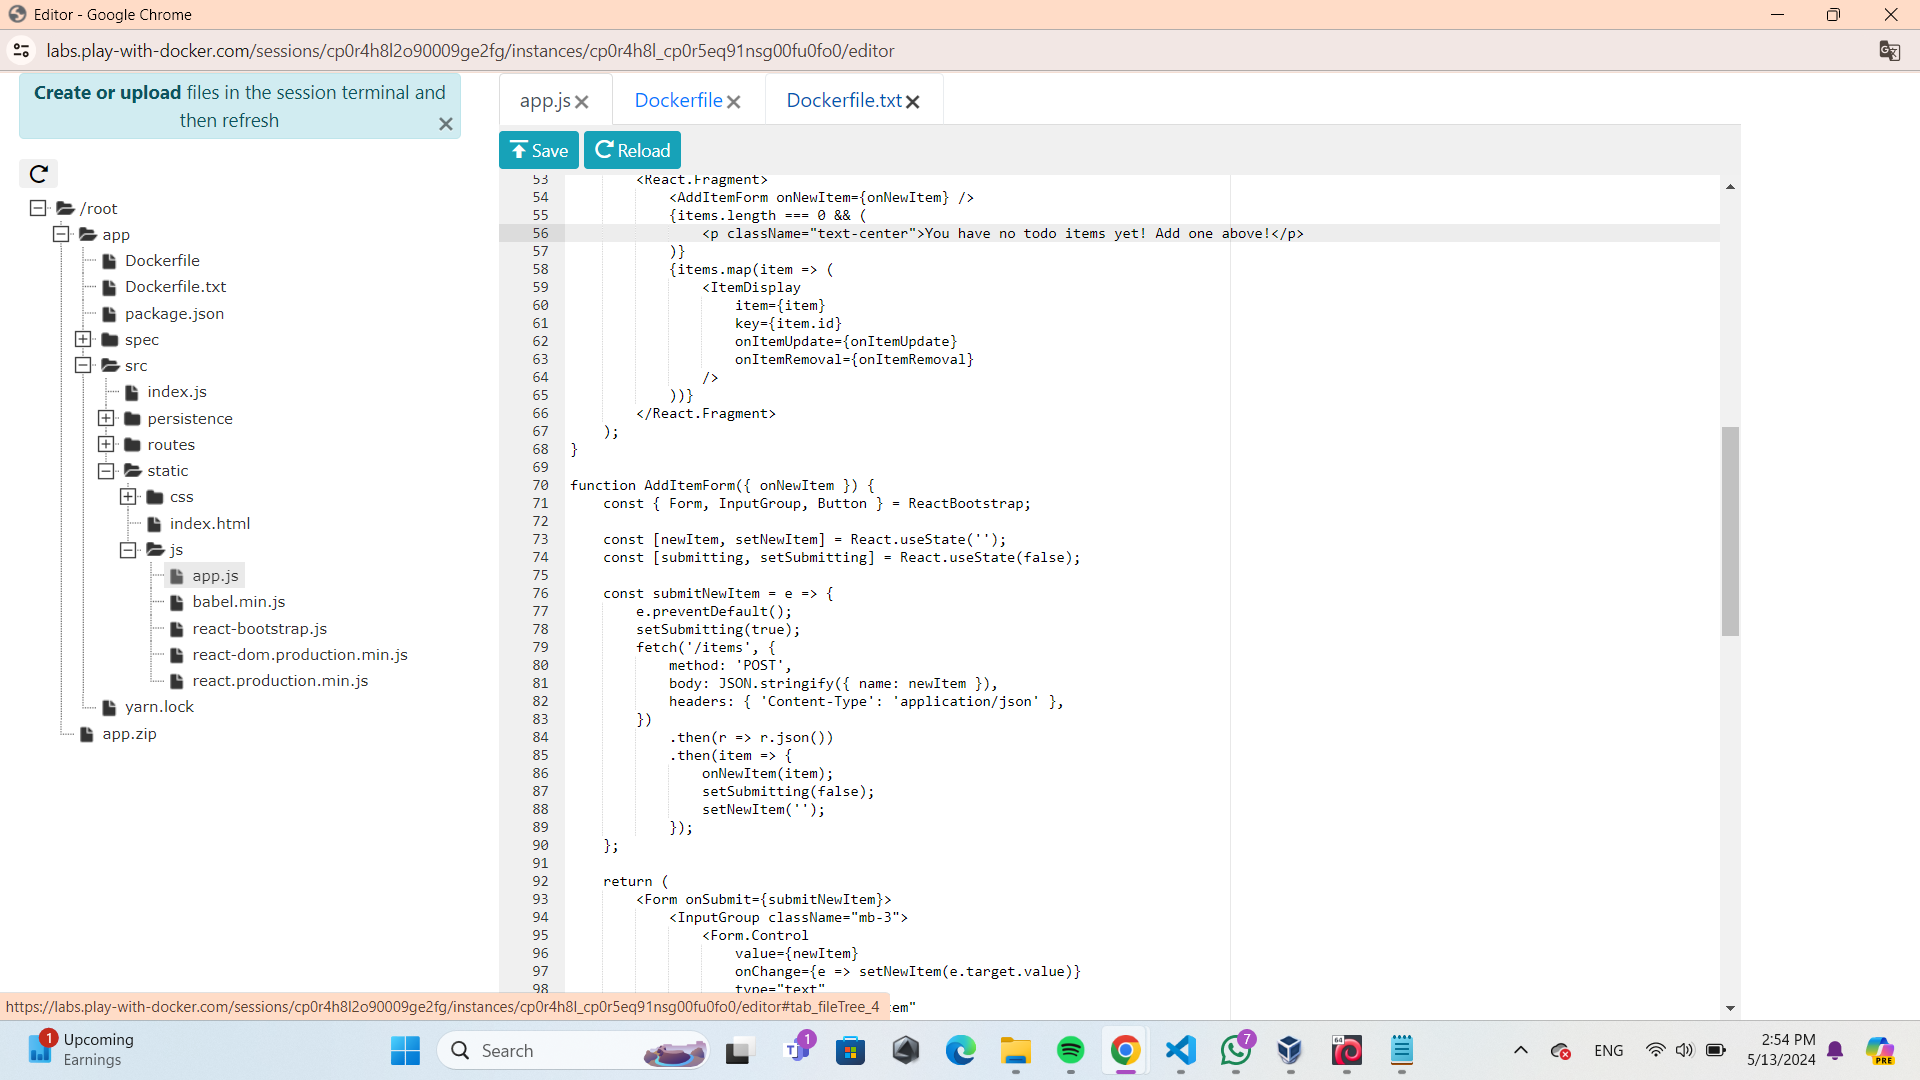 Editor - Google Chrome
labs.play-with-docker.com/sessions/cp0r4h8l2o90009ge2fg/instances/cp0r4h8l_cp0r5eq91nsg00fu0fo0/editor
Create or upload files in the session terminal and
then refresh
/root
app
Dockerfile
Dockerfile.txt
package.json
spec
src
index.js
persistence
routes
static
css
index.html
js
app.js
babel.min.js
react-bootstrap.js
react-dom.production.min.js
react.production.min.js
yarn.lock
app.zip
app.js
Dockerfile
Dockerfile.txt
Save
Reload
53 <React.Fragment>
54 <AddItemForm onNewItem={onNewItem} />
55 {items.length === 0 && (
56 <p className="text-center">You have no todo items yet! Add one above!</p>
57 )}
58 {items.map(item => (
59 <ItemDisplay
60 item={item}
61 key={item.id}
62 onItemUpdate={onItemUpdate}
63 onItemRemoval={onItemRemoval}
64 />
65 ))}
66 </React.Fragment>
67 );
68 }
69
70 function AddItemForm({ onNewItem }) {
71 const { Form, InputGroup, Button } = ReactBootstrap;
72
73 const [newItem, setNewItem] = React.useState('');
74 const [submitting, setSubmitting] = React.useState(false);
75
76 const submitNewItem = e => {
77 e.preventDefault();
78 setSubmitting(true);
79 fetch('/items', {
80 method: 'POST',
81 body: JSON.stringify({ name: newItem }),
82 headers: { 'Content-Type': 'application/json' },
83 })
84 .then(r => r.json())
85 .then(item => {
86 onNewItem(item);
87 setSubmitting(false);
88 setNewItem('');
89 });
90 };
91
92 return (
93 <Form onSubmit={submitNewItem}>
94 <InputGroup className="mb-3">
95 <Form.Control
96 value={newItem}
97 onChange={e => setNewItem(e.target.value)}
98 type="text"
em"
https://labs.play-with-docker.com/sessions/cp0r4h8l2o90009ge2fg/instances/cp0r4h8l_cp0r5eq91nsg00fu0fo0/editor#tab_fileTree_4
1
Upcoming
Earnings
Search
1
7
64
ENG
2:54 PM
5/13/2024
PRE